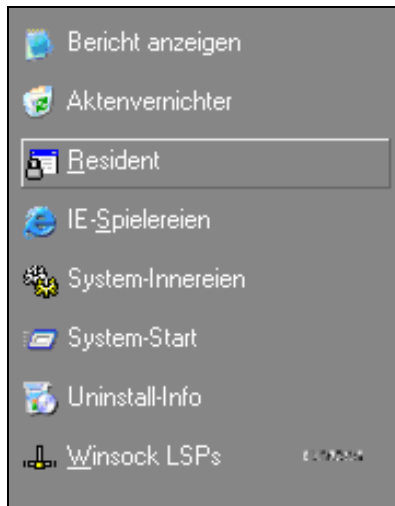 Bericht anzeigen
Aktenvernichter
Resident
IE-Spielereien
System-Innereien
System-Start
Uninstall-Info
Winsock LSPs